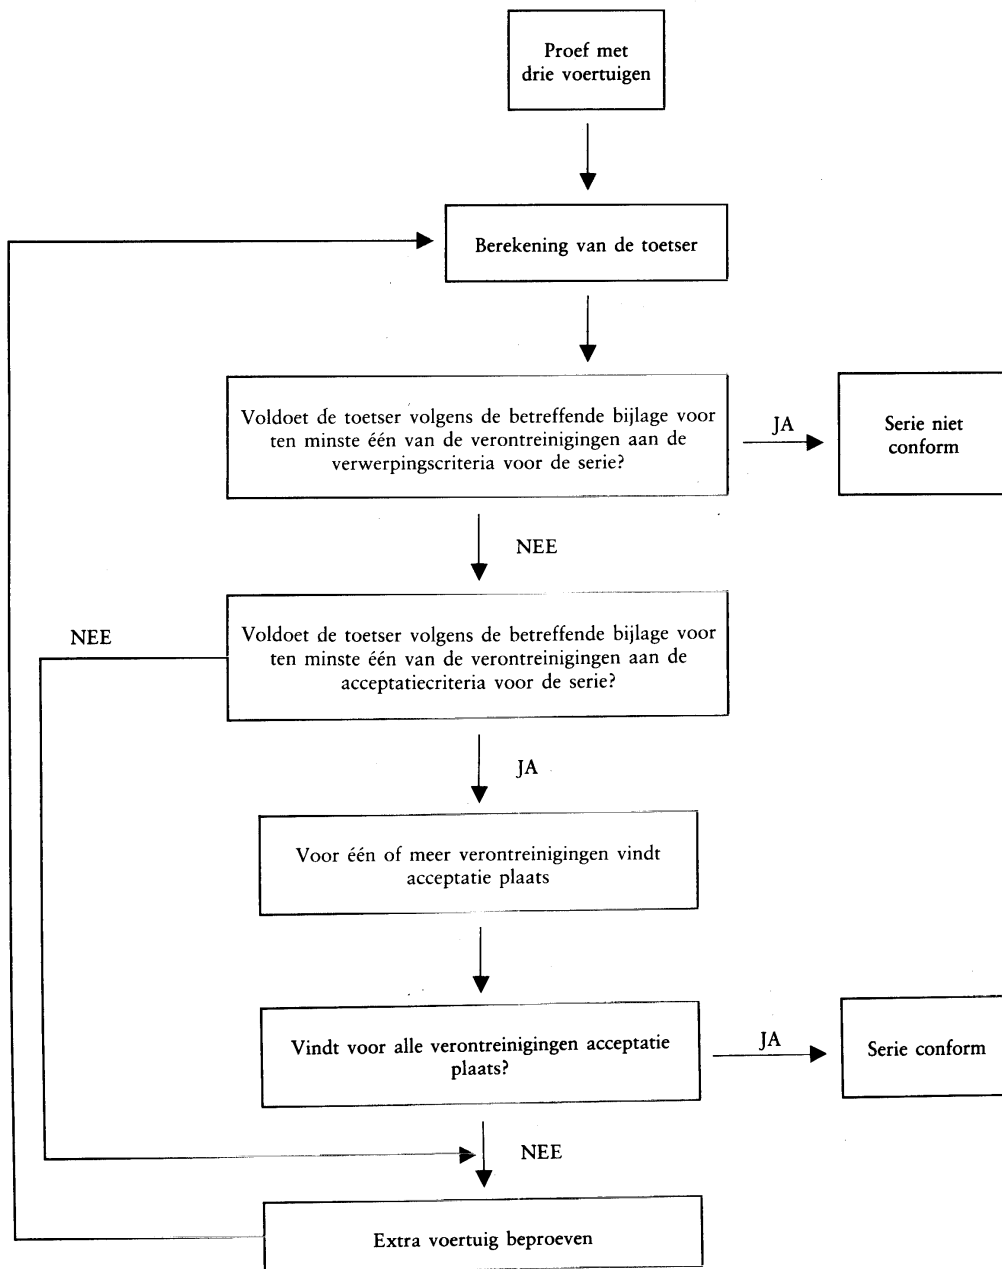 Proef met
drie voertuigen
Berekening van de toetser
Voldoet de toetser volgens de betreffende bijlage voor
ten minste één van de verontreinigingen aan de
verwerpingscriteria voor de serie?
JA
Serie niet
conform
NEE
NEE
Voldoet de toetser volgens de betreffende bijlage voor
ten minste één van de verontreinigingen aan de
acceptatiecriteria voor de serie?
JA
Voor één of meer verontreinigingen vindt
acceptatie plaats
Vindt voor alle verontreinigingen acceptatie
plaats?
JA
Serie conform
NEE
Extra voertuig beproeven